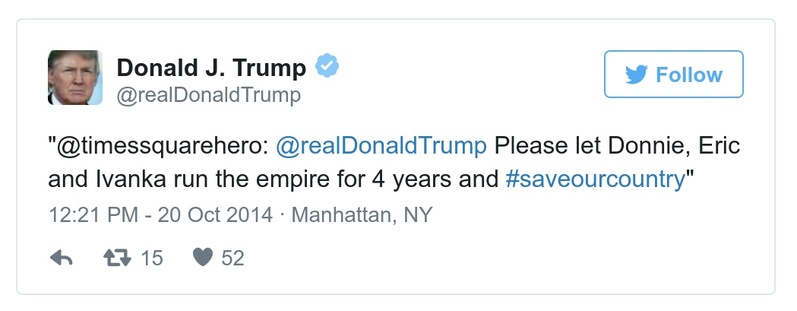 Donald J. Trump
@realDonaldTrump
Follow
"@timessquarehero: @realDonaldTrump Please let Donnie, Eric
and Ivanka run the empire for 4 years and #saveourcountry"
12:21 PM - 20 Oct 2014 · Manhattan, NY
15 52